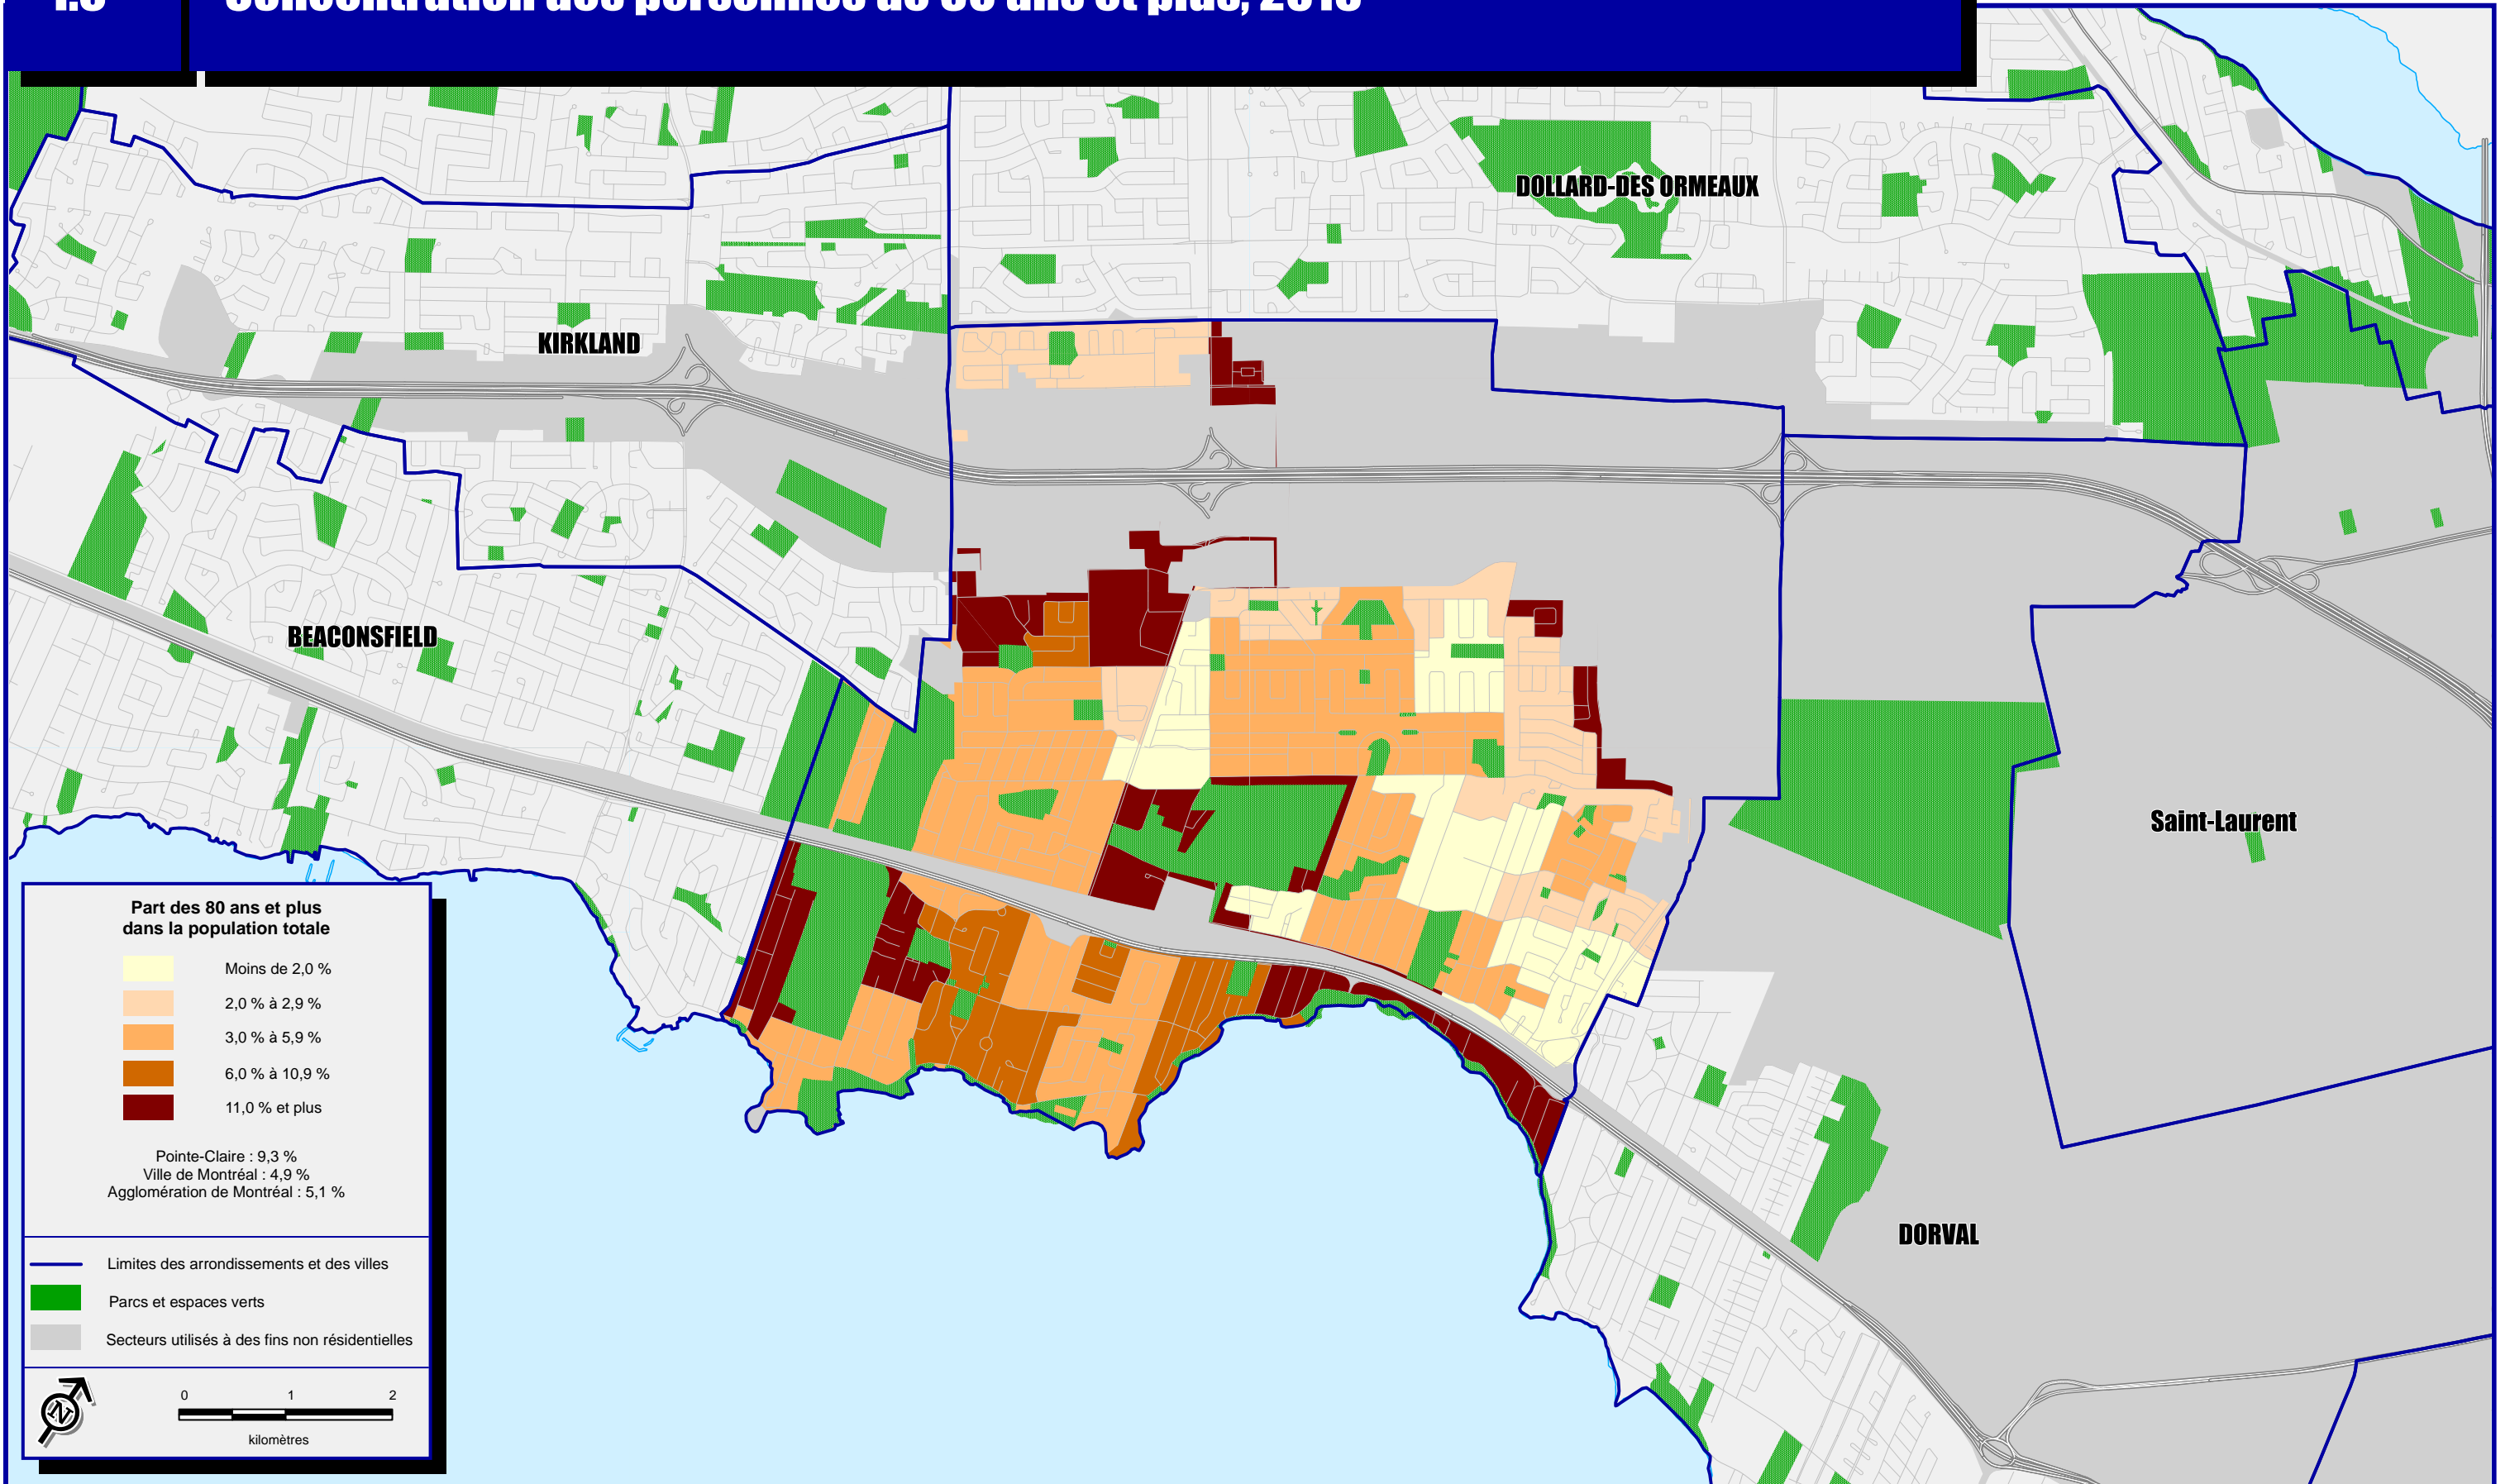 DOLLARD-DES ORMEAUX
KIRKLAND
BEACONSFIELD
Saint-Laurent
DORVAL
Part des 80 ans et plus
dans la population totale
Moins de 2,0 %
2,0 % à 2,9 %
3,0 % à 5,9 %
6,0 % à 10,9 %
11,0 % et plus
Pointe-Claire : 9,3 %
Ville de Montréal : 4,9 %
Agglomération de Montréal : 5,1 %
Limites des arrondissements et des villes
Parcs et espaces verts
Secteurs utilisés à des fins non résidentielles
N
0 1 2
kilomètres